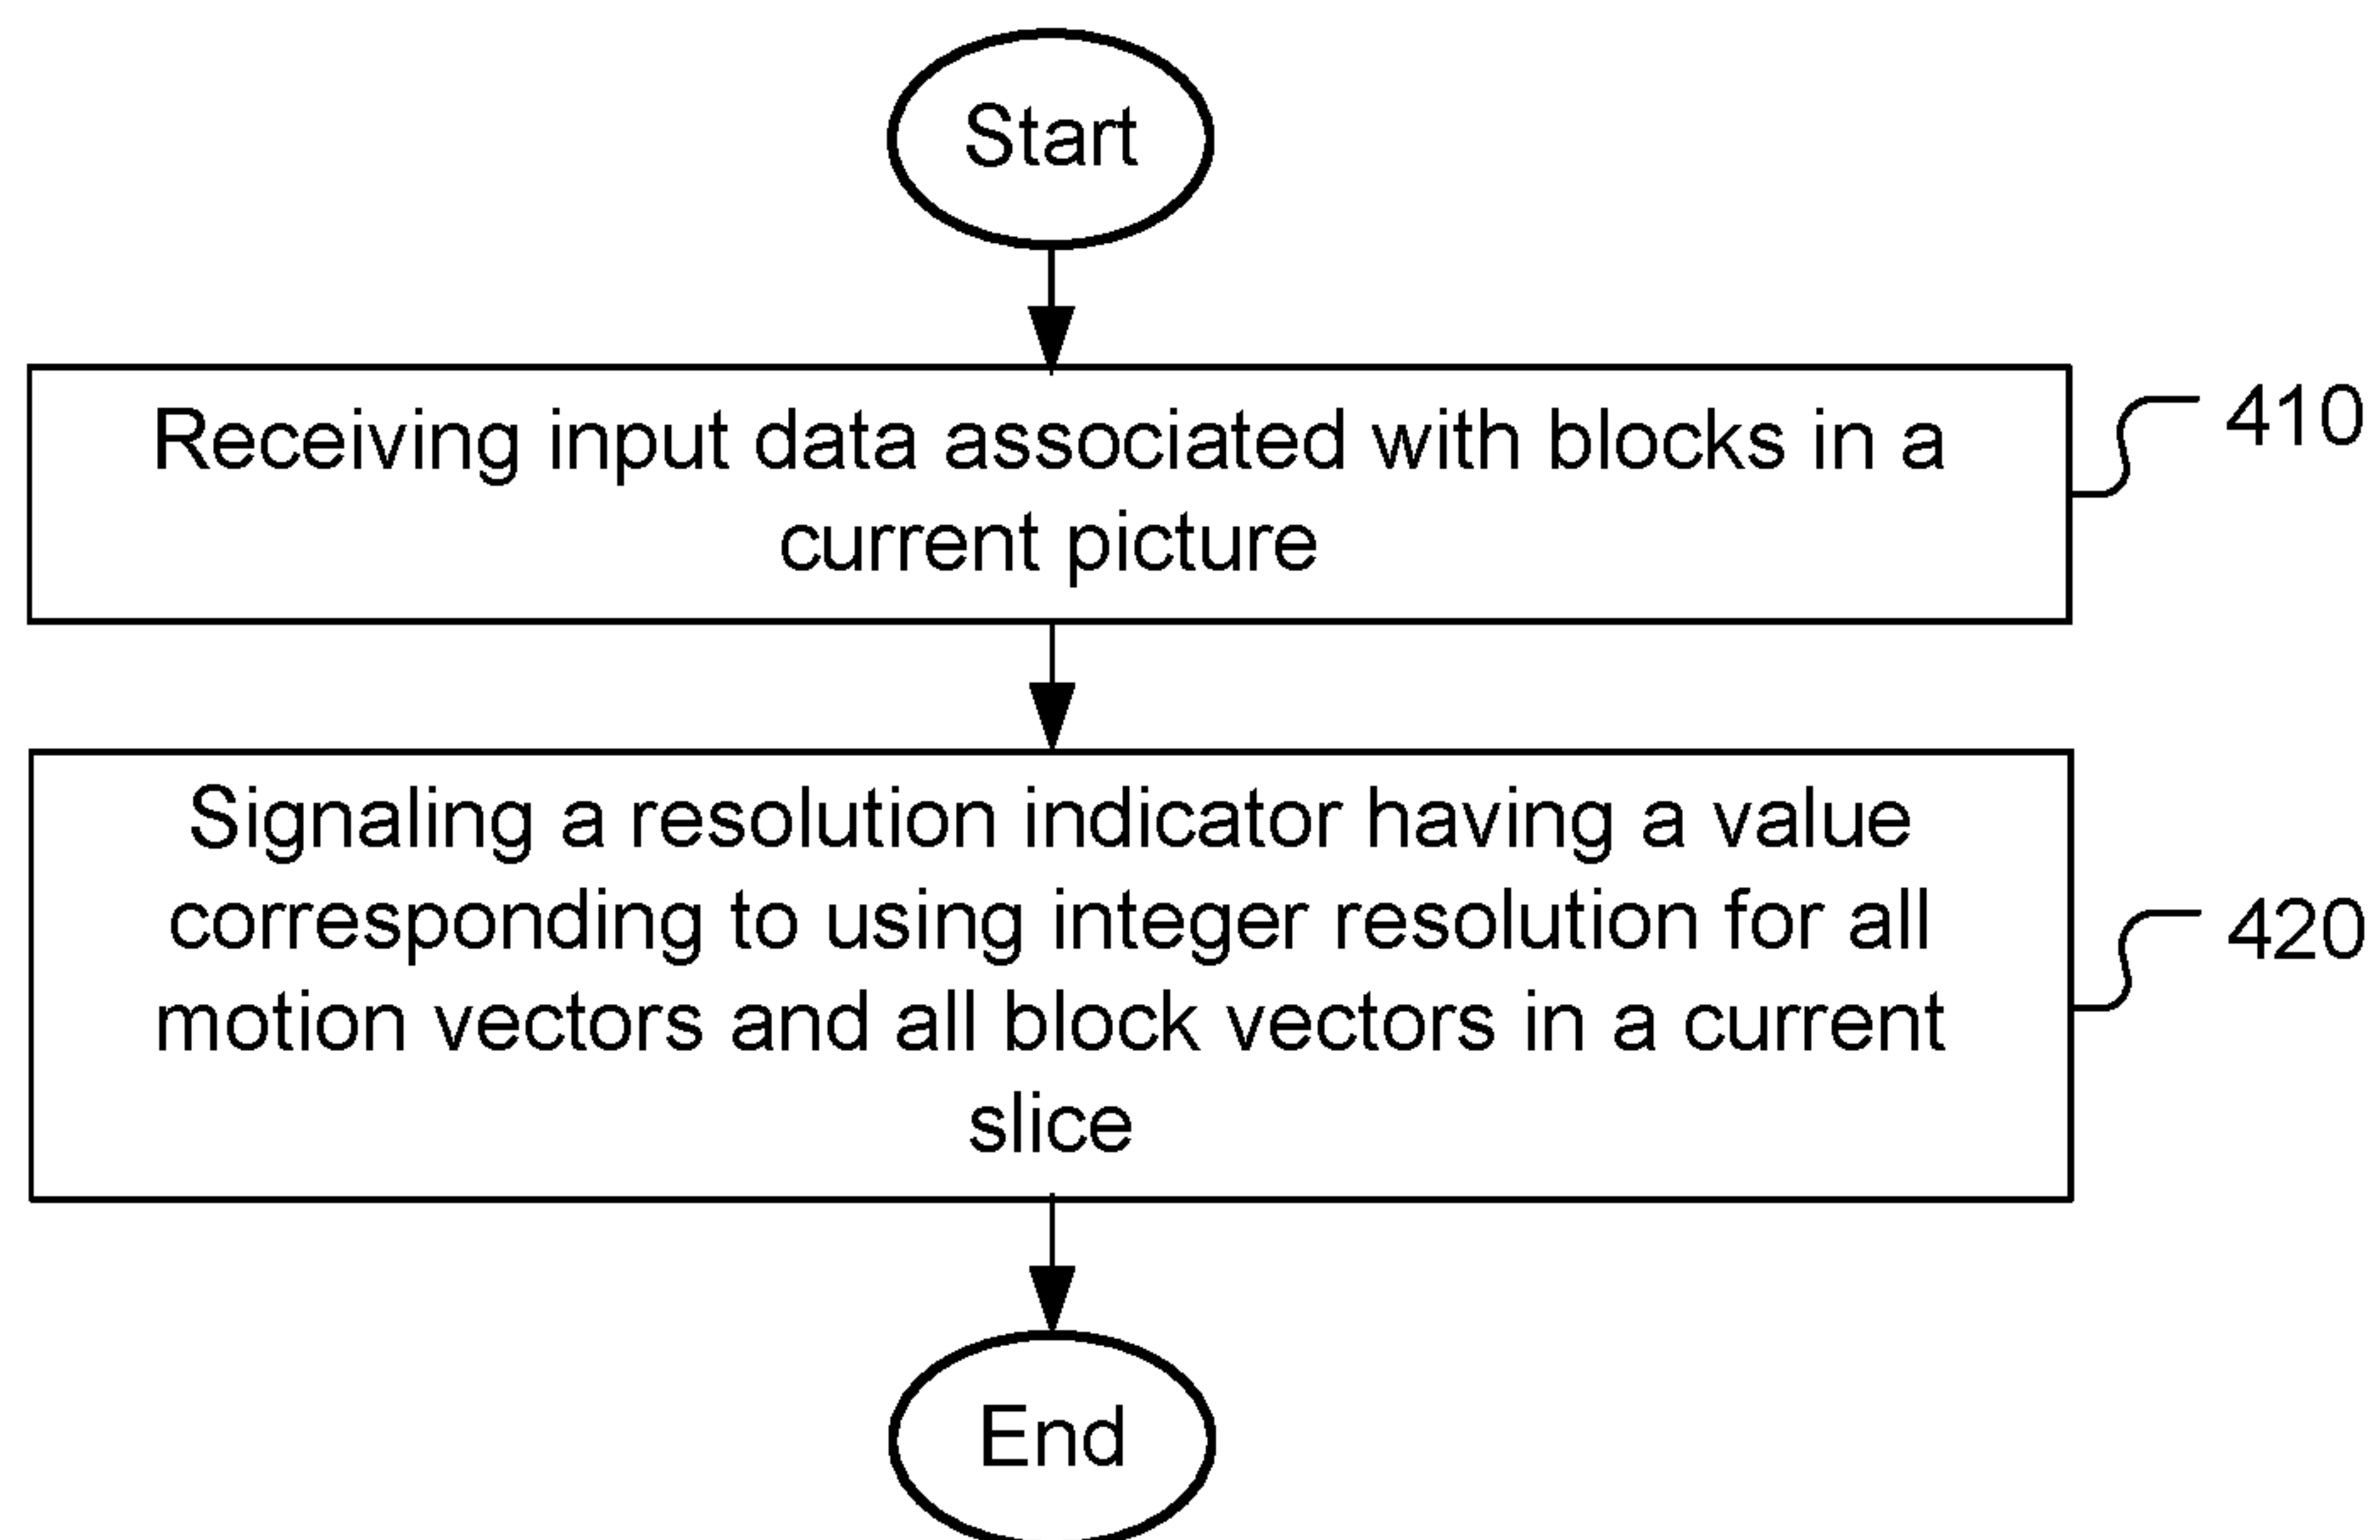 Start
Receiving input data associated with blocks in a
current picture
410
Signaling a resolution indicator having a value
corresponding to using integer resolution for all
motion vectors and all block vectors in a current
slice
420
End